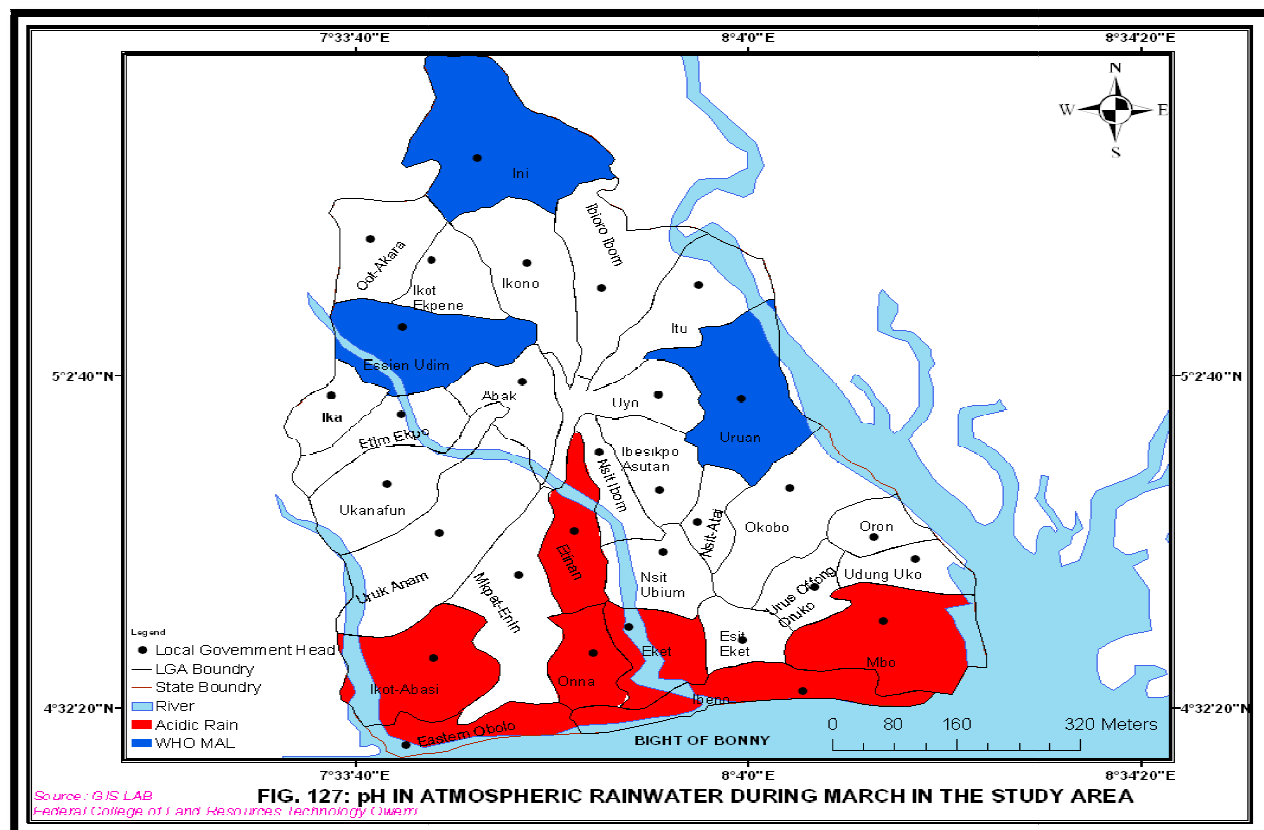 7°33'40"E 8°4'0"E 8°34'20"E
N
W E
S
Ini
Ibioro Ibom
Oot-Akara
Ikot
Ekpene
Ikono
Itu
Essien Udim
5°2'40" 5°2'40"N
Abak
Uyo
Ika
Etim Ekpo
Uruan
Ibesikpo
Asutan
Nsit Ibom
Ukanafun
Nsit-Atai
Okobo
Oron
Etinan
Udung Uko
Nsit
Ubium
Uruk Anam
Mkpat-Enin
Urue Offong
Oruko
Esit
Eket
Eket
Mbo
Legend
Local Government Head
LGA Boundry
State Boundry
River
Acidic Rain
WHO MAL
Ikot-Abasi
Onna
Ibeno
Eastern Obolo
4°32'20" 4°32'20"N
BIGHT OF BONNY
0 80 160 320 Meters
7°33'40"E 8°4'0"E 8°34'20"E
FIG. 127: pH IN ATMOSPHERIC RAINWATER DURING MARCH IN THE STUDY AREA
Source: GIS LAB
Federal College of Land Resources Technology Owerri